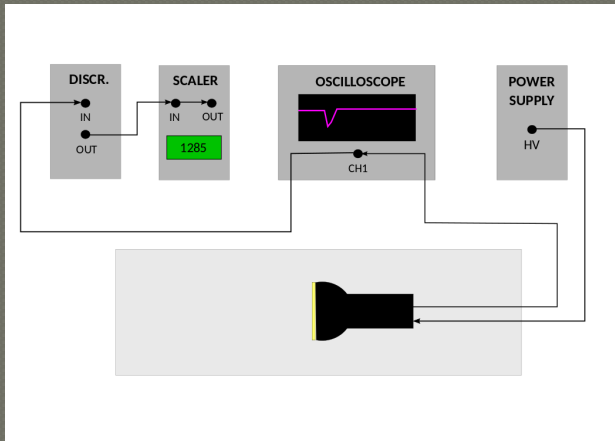 DISCR.
IN
OUT
SCALER
IN
OUT
1285
OSCILLOSCOPE
CH1
POWER
SUPPLY
HV